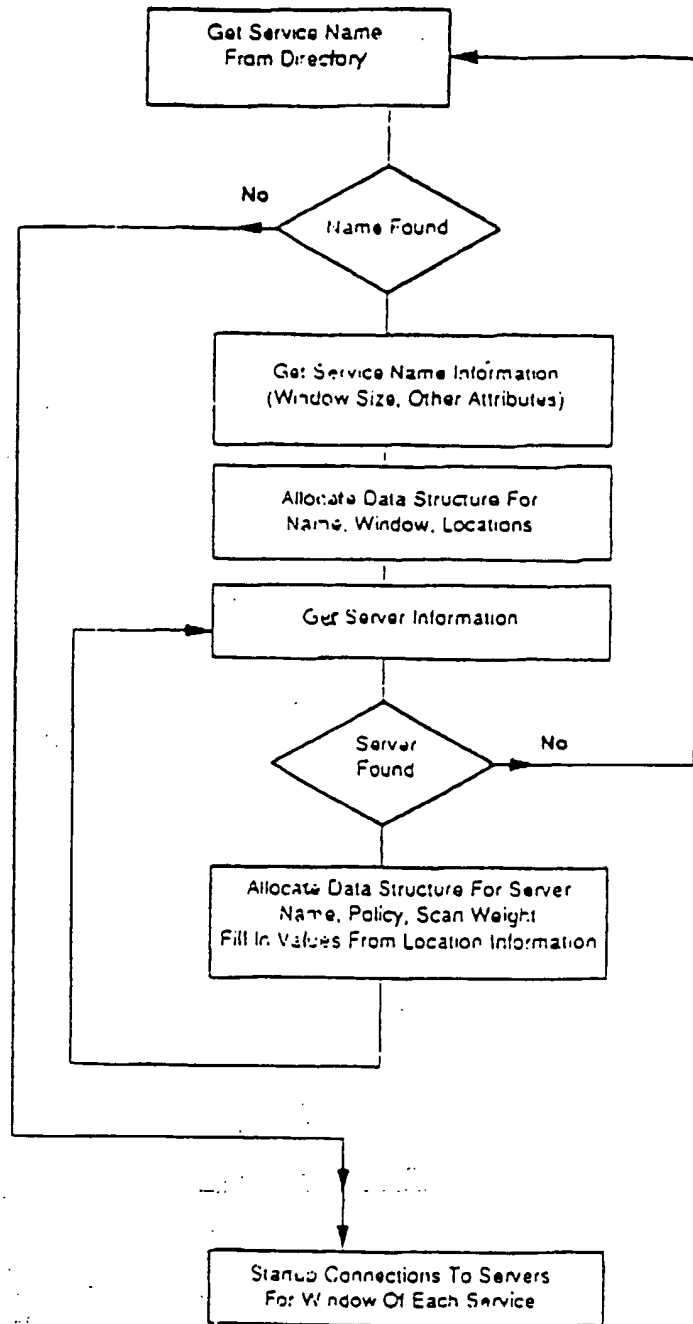 Get Service Name
From Directory
No
Name Found
Get Service Name Information
(Window Size, Other Attributes)
Allocate Data Structure For
Name, Window, Locations
Get Server Information
Server
Found
No
Allocate Data Structure For Server
Name, Policy, Scan Weight
Fill In Values From Location Information
Startup Connections To Servers
For Window Of Each Service